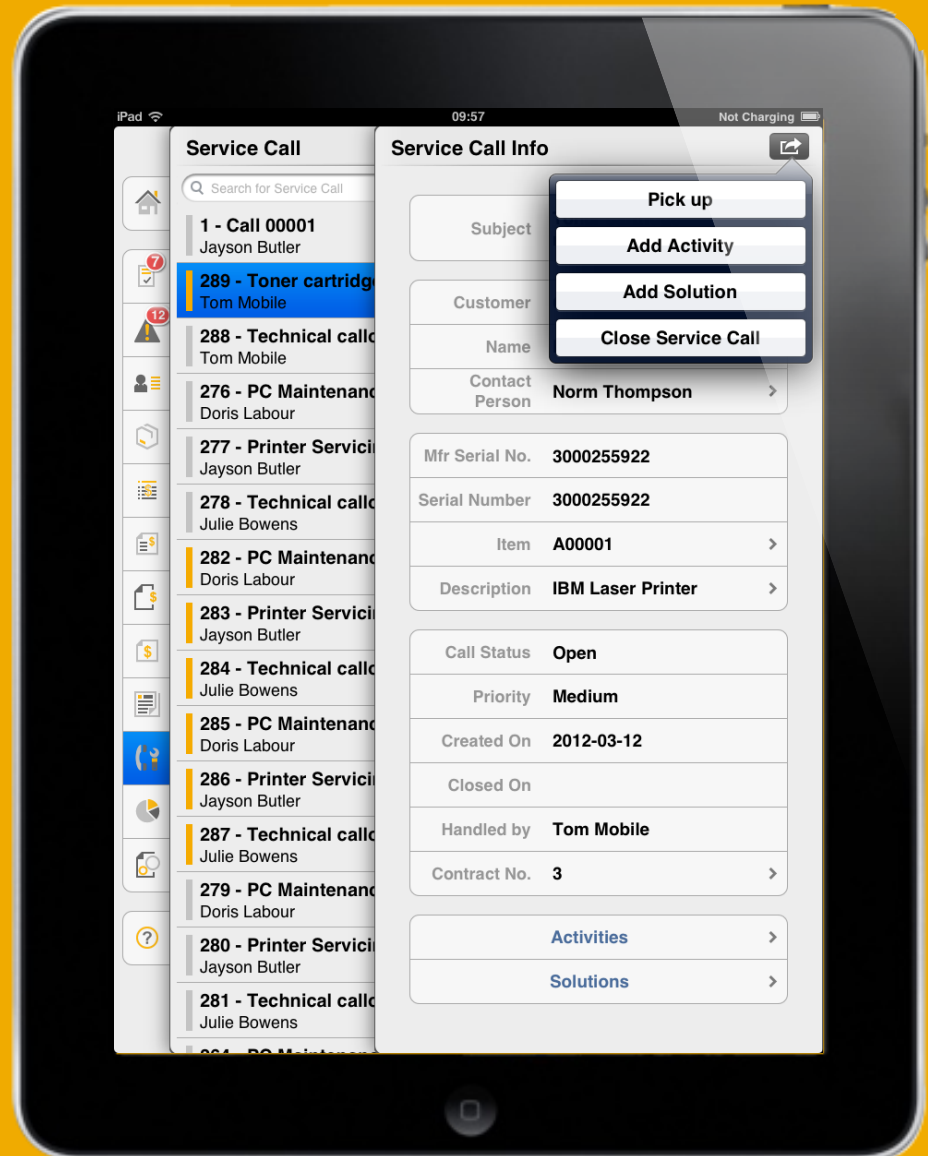 iPad 09:57 Not Charging
Service Call
Service Call Info
Search for Service Call
7
12
1 - Call 00001
Jayson Butler
289 - Toner cartridg
Tom Mobile
288 - Technical callo
Tom Mobile
276 - PC Maintenanc
Doris Labour
277 - Printer Servici
Jayson Butler
278 - Technical callo
Julie Bowens
282 - PC Maintenanc
Doris Labour
283 - Printer Servici
Jayson Butler
284 - Technical callo
Julie Bowens
285 - PC Maintenanc
Doris Labour
286 - Printer Servici
Jayson Butler
287 - Technical callo
Julie Bowens
279 - PC Maintenanc
Doris Labour
280 - Printer Servici
Jayson Butler
281 - Technical callo
Julie Bowens
Pick up
Add Activity
Add Solution
Close Service Call
Subject
Customer
Name
Contact
Person Norm Thompson
Mfr Serial No. 3000255922
Serial Number 3000255922
Item A00001
Description IBM Laser Printer
Call Status Open
Priority Medium
Created On 2012-03-12
Closed On
Handled by Tom Mobile
Contract No. 3
Activities
Solutions